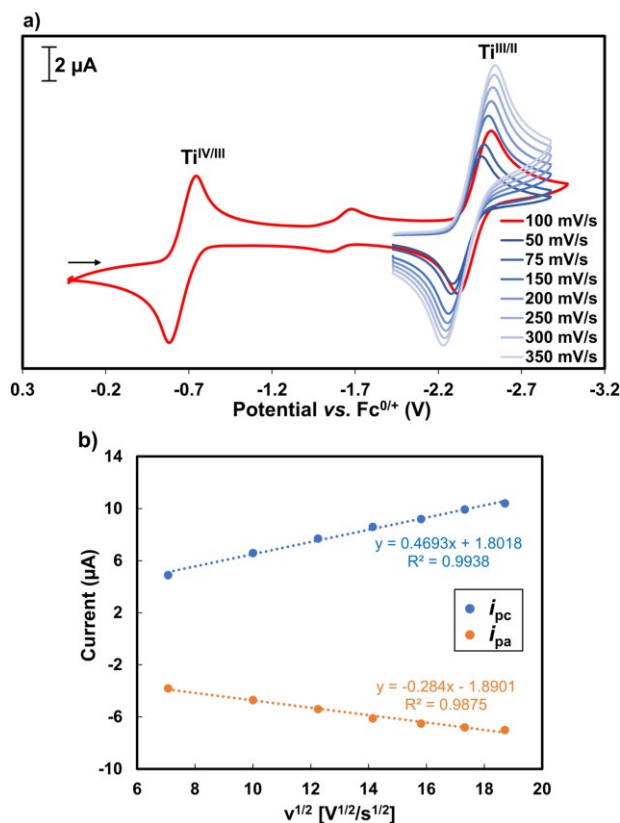 a)
2 µA
Ti^III/II
Ti^IV/III
100 mV/s
50 mV/s
75 mV/s
150 mV/s
200 mV/s
250 mV/s
300 mV/s
350 mV/s
0.3 -0.2 -0.7 -1.2 -1.7 -2.2 -2.7 -3.2
Potential vs. Fc^0/+ (V)
b)
14
10
6
2
-2
-6
-10
Current (µA)
y = 0.4693x + 1.8018
R² = 0.9938
i_pc
i_pa
y = -0.284x - 1.8901
R² = 0.9875
6 8 10 12 14 16 18 20
v^1/2 [V^1/2/s^1/2]